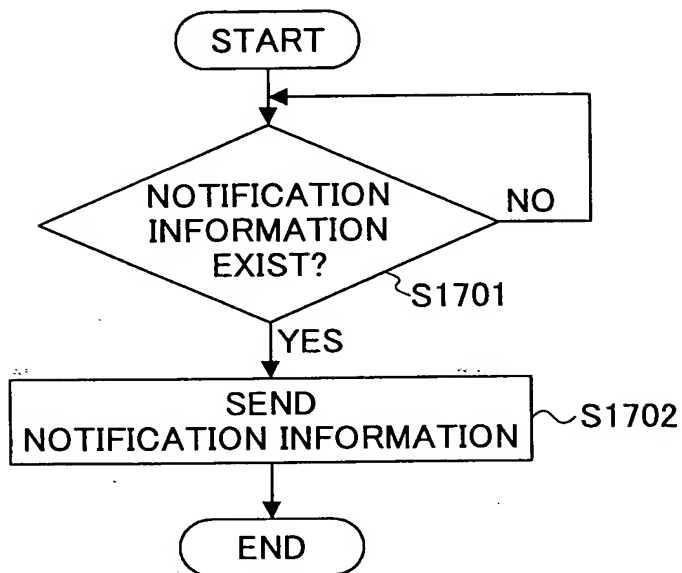 START
NOTIFICATION
INFORMATION
EXIST?
NO
S1701
YES
SEND
NOTIFICATION INFORMATION
S1702
END